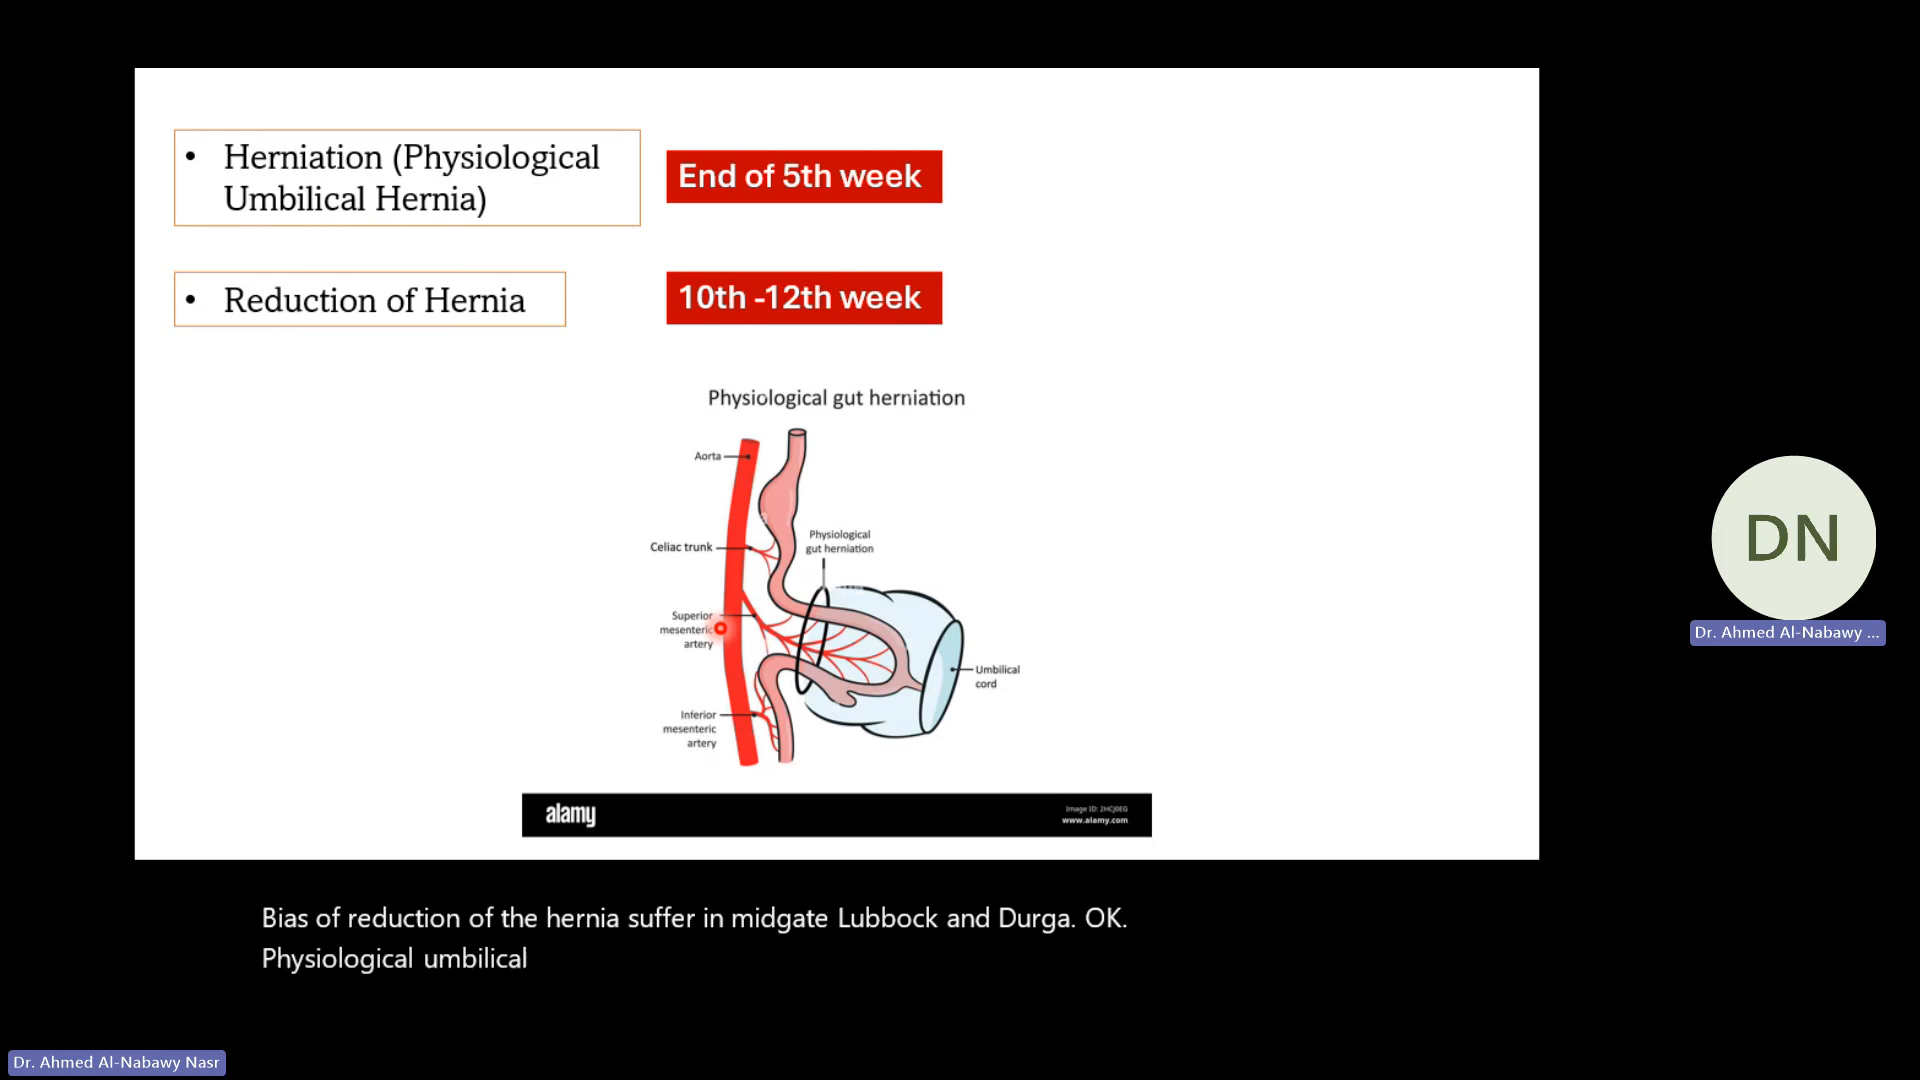 • Herniation (Physiological
Umbilical Hernia)
End of 5th week
• Reduction of Hernia
10th -12th week
Physiological gut herniation
Aorta
Celiac trunk
Physiological
gut herniation
Superior
mesenteric
artery
Umbilical
cord
Inferior
mesenteric
artery
alamy
Image ID: 2HCJ0EG
www.alamy.com
DN
Dr. Ahmed Al-Nabawy ...
Bias of reduction of the hernia suffer in midgate Lubbock and Durga. OK.
Physiological umbilical
Dr. Ahmed Al-Nabawy Nasr